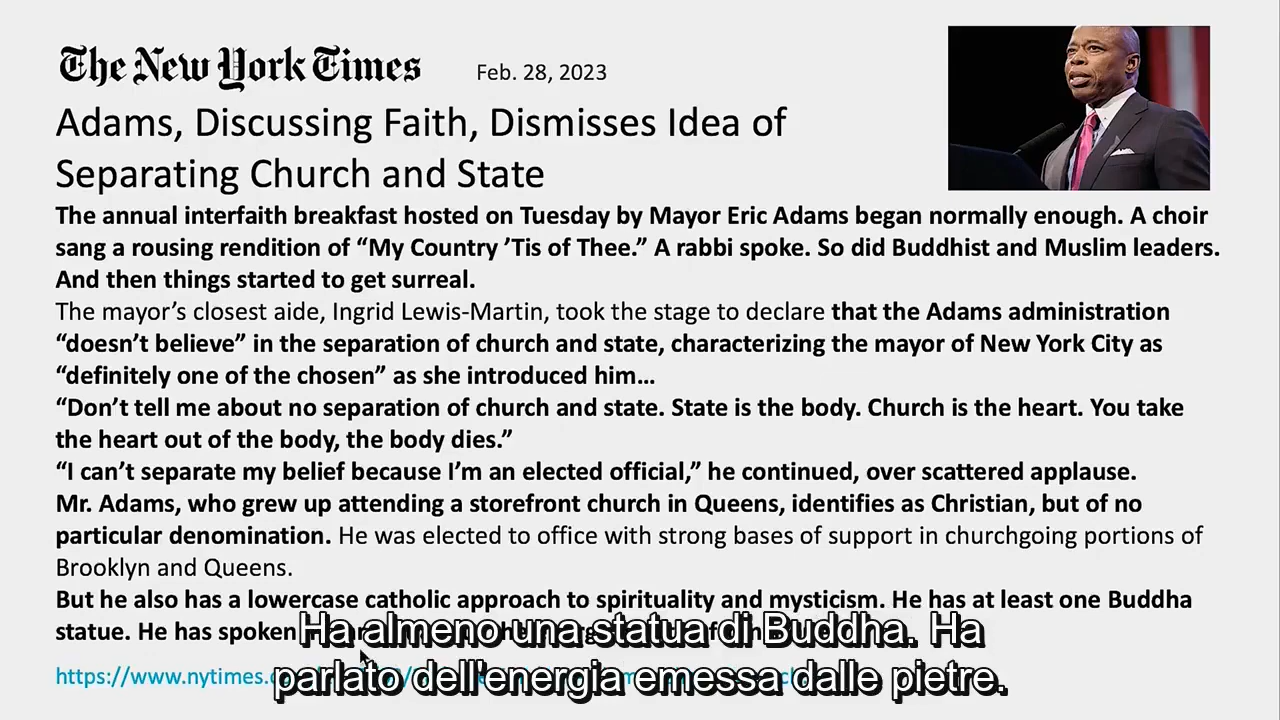 The New York Times
Feb. 28, 2023
Adams, Discussing Faith, Dismisses Idea of
Separating Church and State
The annual interfaith breakfast hosted on Tuesday by Mayor Eric Adams began normally enough. A choir
sang a rousing rendition of “My Country ’Tis of Thee.” A rabbi spoke. So did Buddhist and Muslim leaders.
And then things started to get surreal.
The mayor’s closest aide, Ingrid Lewis-Martin, took the stage to declare that the Adams administration
“doesn’t believe” in the separation of church and state, characterizing the mayor of New York City as
“definitely one of the chosen” as she introduced him…
“Don’t tell me about no separation of church and state. State is the body. Church is the heart. You take
the heart out of the body, the body dies.”
“I can’t separate my belief because I’m an elected official,” he continued, over scattered applause.
Mr. Adams, who grew up attending a storefront church in Queens, identifies as Christian, but of no
particular denomination. He was elected to office with strong bases of support in churchgoing portions of
Brooklyn and Queens.
But he also has a lowercase catholic approach to spirituality and mysticism. He has at least one Buddha
statue. He has spoken
https://www.nytimes.
Ha almeno una statua di Buddha. Ha
parlato dell'energia emessa dalle pietre.